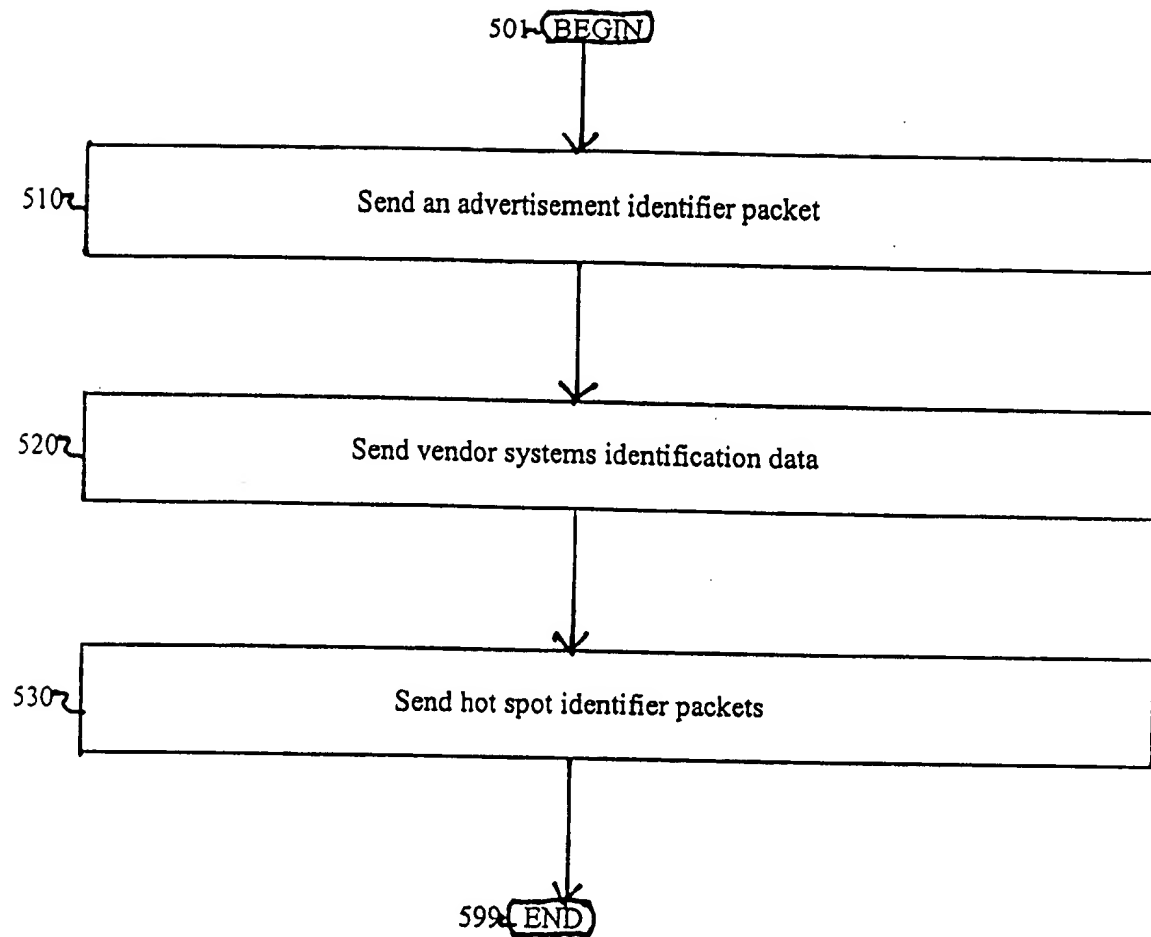 501 BEGIN
510 Send an advertisement identifier packet
520 Send vendor systems identification data
530 Send hot spot identifier packets
599 END